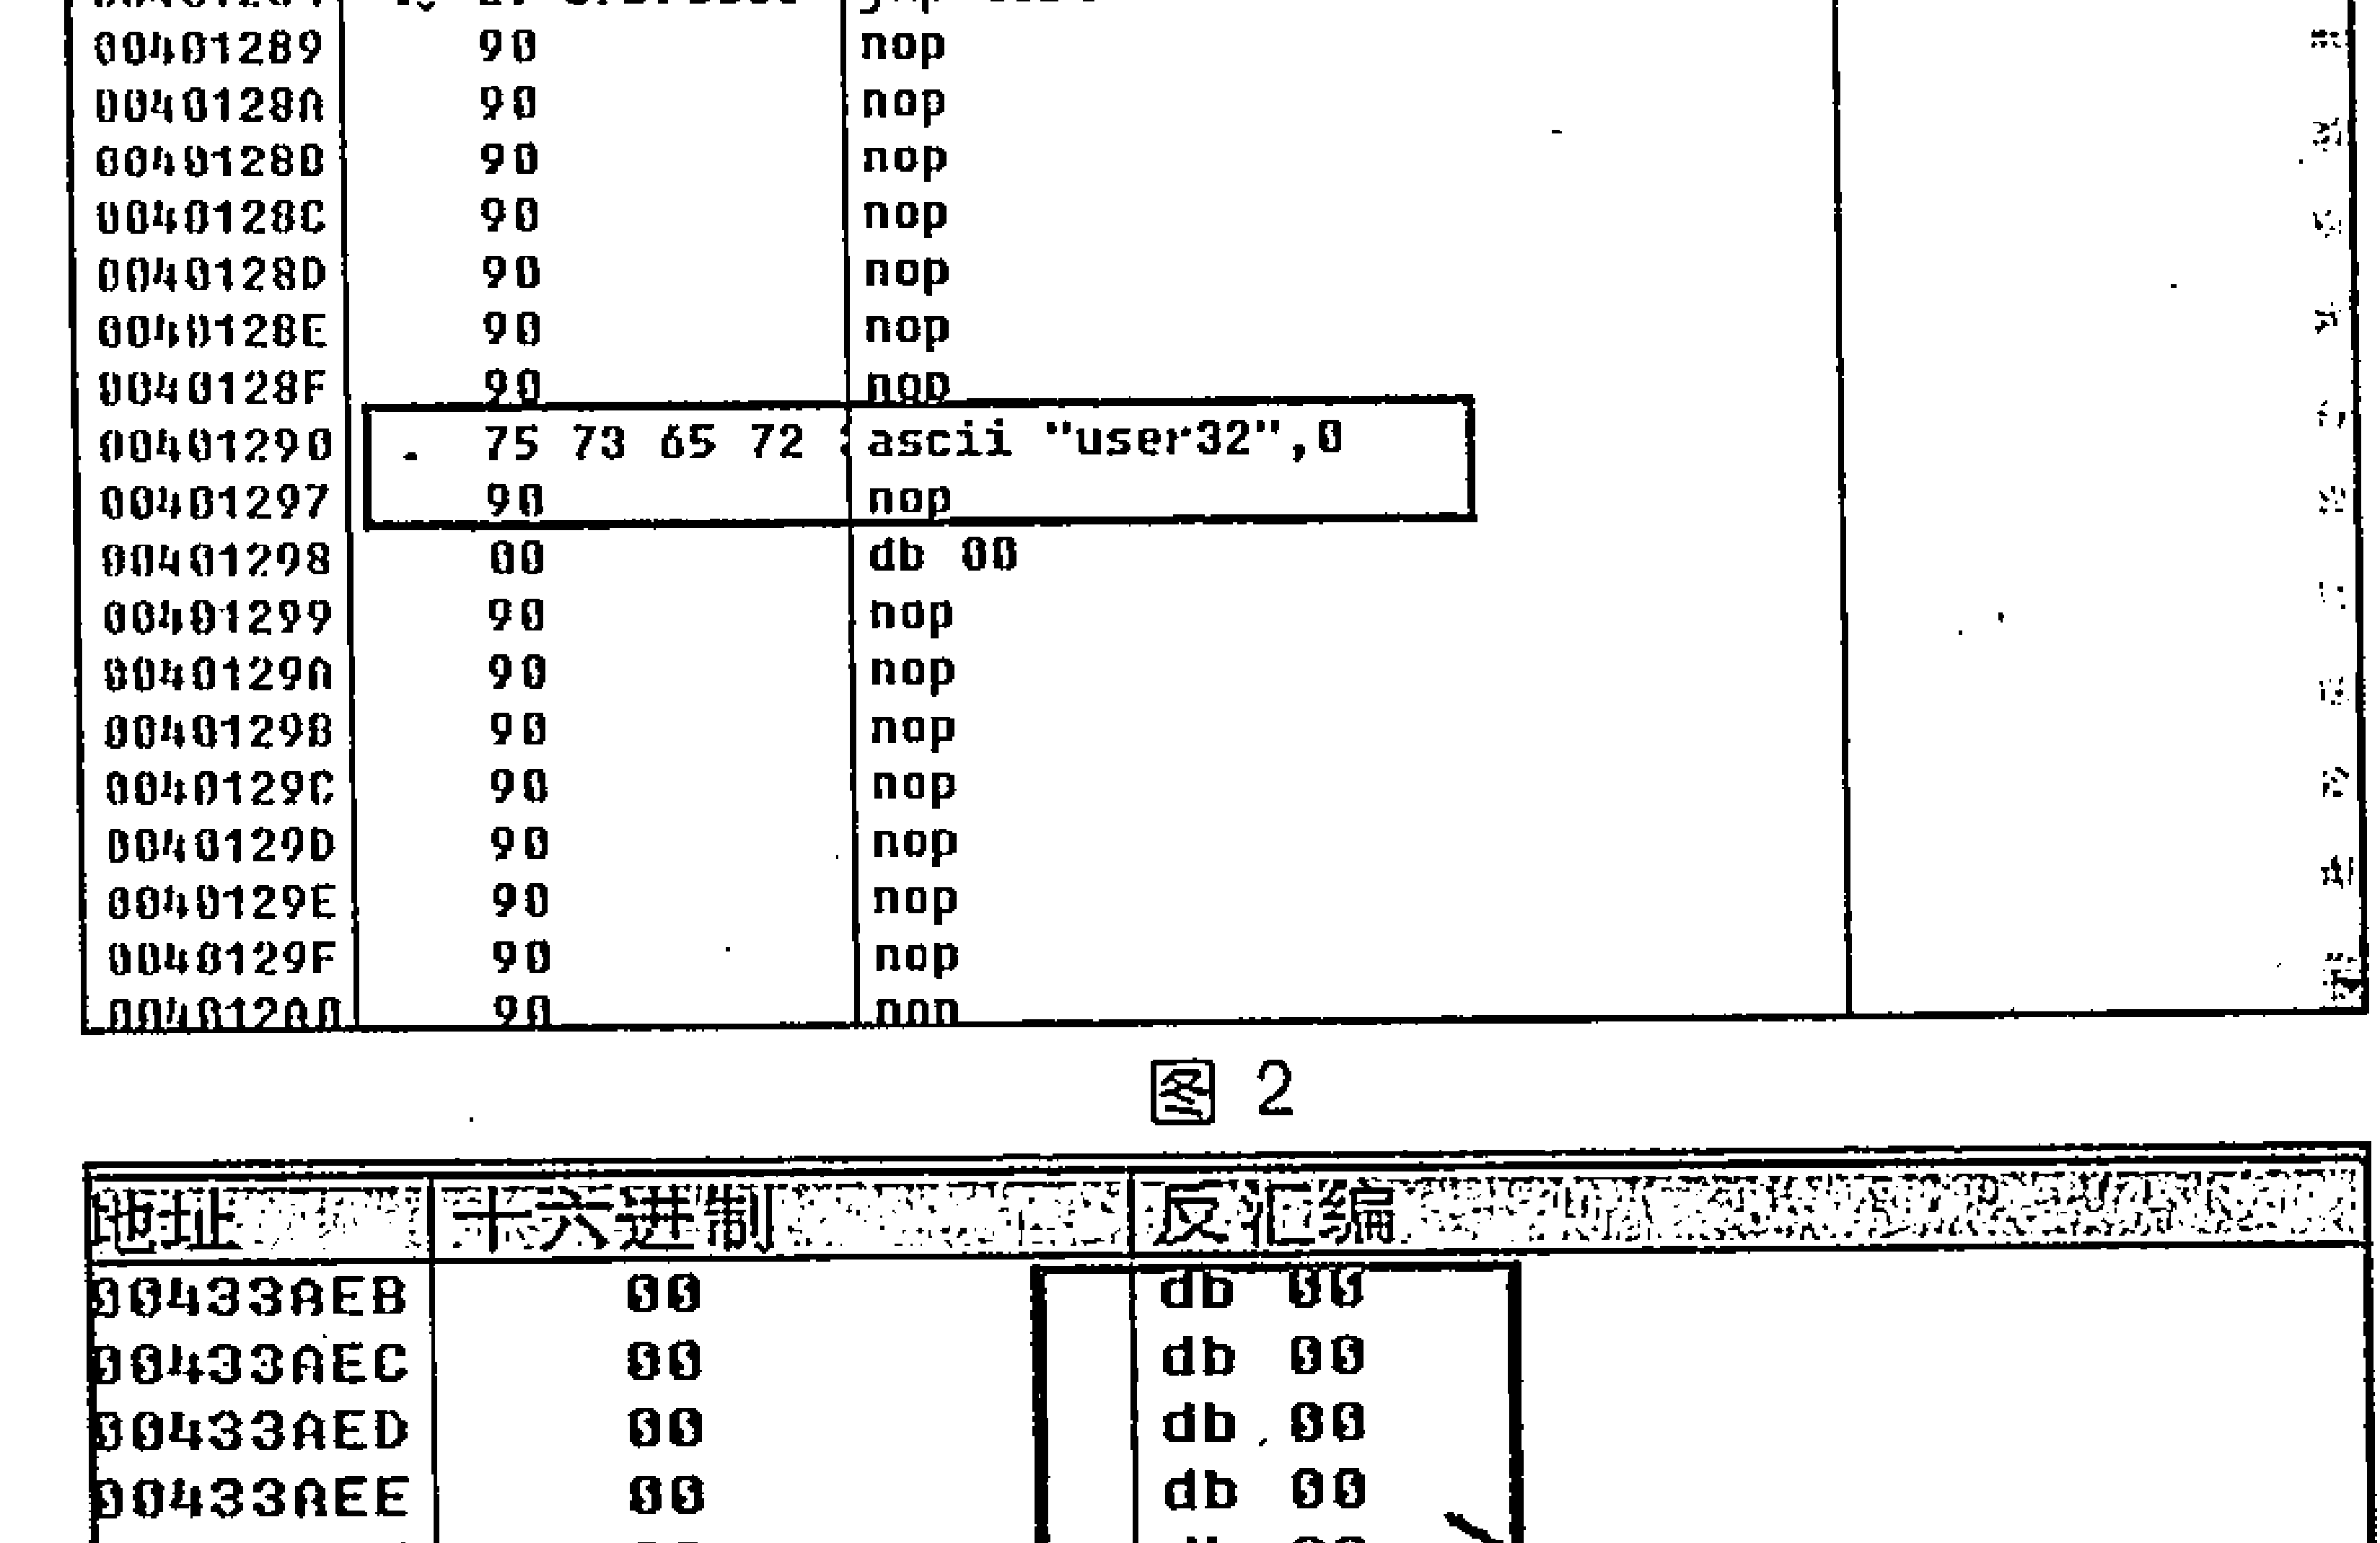 00401289 90 nop
0040128A 90 nop
0040128B 90 nop
0040128C 90 nop
0040128D 90 nop
0040128E 90 nop
0040128F 90 nop
00401290 . 75 73 65 72 ascii "user32",0
00401297 90 nop
00401298 00 db 00
00401299 90 nop
0040129A 90 nop
0040129B 90 nop
0040129C 90 nop
0040129D 90 nop
0040129E 90 nop
0040129F 90 nop
004012A0 90 nop
图 2
地址 十六进制 反汇编
00433AEB 00 db 00
00433AEC 00 db 00
00433AED 00 db 00
00433AEE 00 db 00